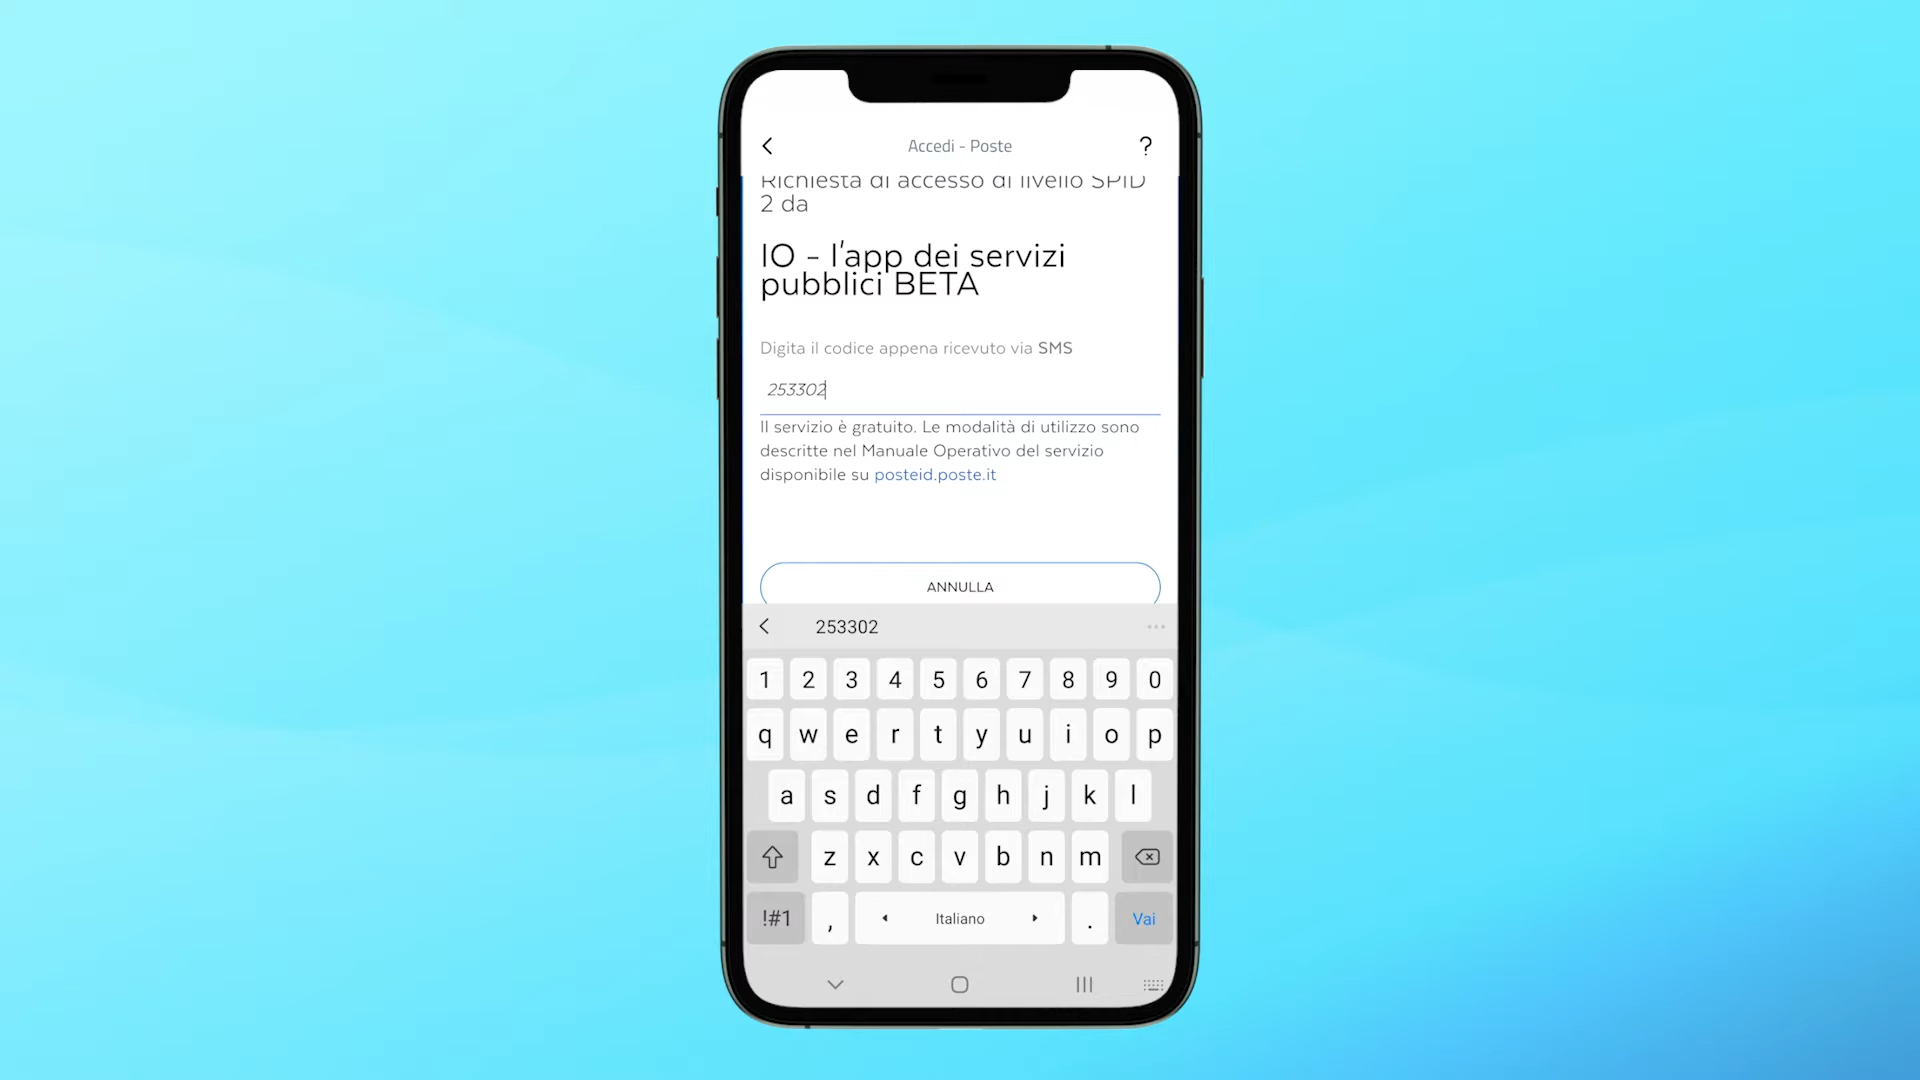 Accedi - Poste
?
Richiesta di accesso di livello SPID
2 da
IO - l'app dei servizi
pubblici BETA
Digita il codice appena ricevuto via SMS
253302
Il servizio è gratuito. Le modalità di utilizzo sono
descritte nel Manuale Operativo del servizio
disponibile su posteid.poste.it
ANNULLA
253302
1 2 3 4 5 6 7 8 9 0
q w e r t y u i o p
a s d f g h j k l
z x c v b n m
!#1 , Italiano . Vai